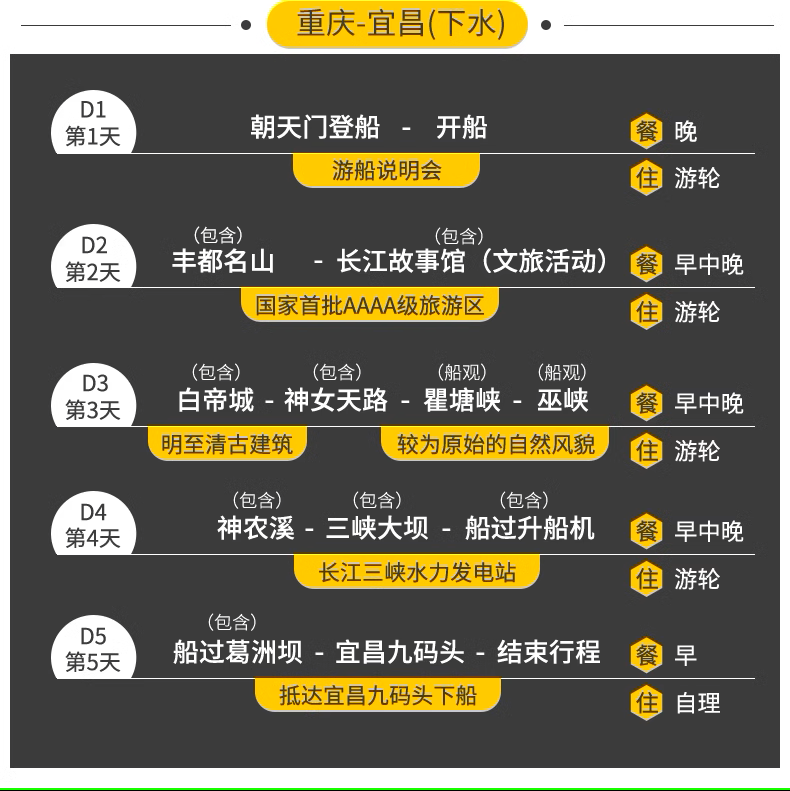 重庆-宜昌(下水)
D1
第1天
朝天门登船 - 开船
餐 晚
游船说明会
住 游轮
D2
第2天
（包含） （包含）
丰都名山 - 长江故事馆（文旅活动）
餐 早中晚
国家首批AAAA级旅游区
住 游轮
D3
第3天
（包含） （包含） （船观） （船观）
白帝城 - 神女天路 - 瞿塘峡 - 巫峡
餐 早中晚
明至清古建筑 较为原始的自然风貌
住 游轮
D4
第4天
（包含） （包含） （包含）
神农溪 - 三峡大坝 - 船过升船机
餐 早中晚
长江三峡水力发电站
住 游轮
D5
第5天
（包含）
船过葛洲坝 - 宜昌九码头 - 结束行程
餐 早
抵达宜昌九码头下船
住 自理